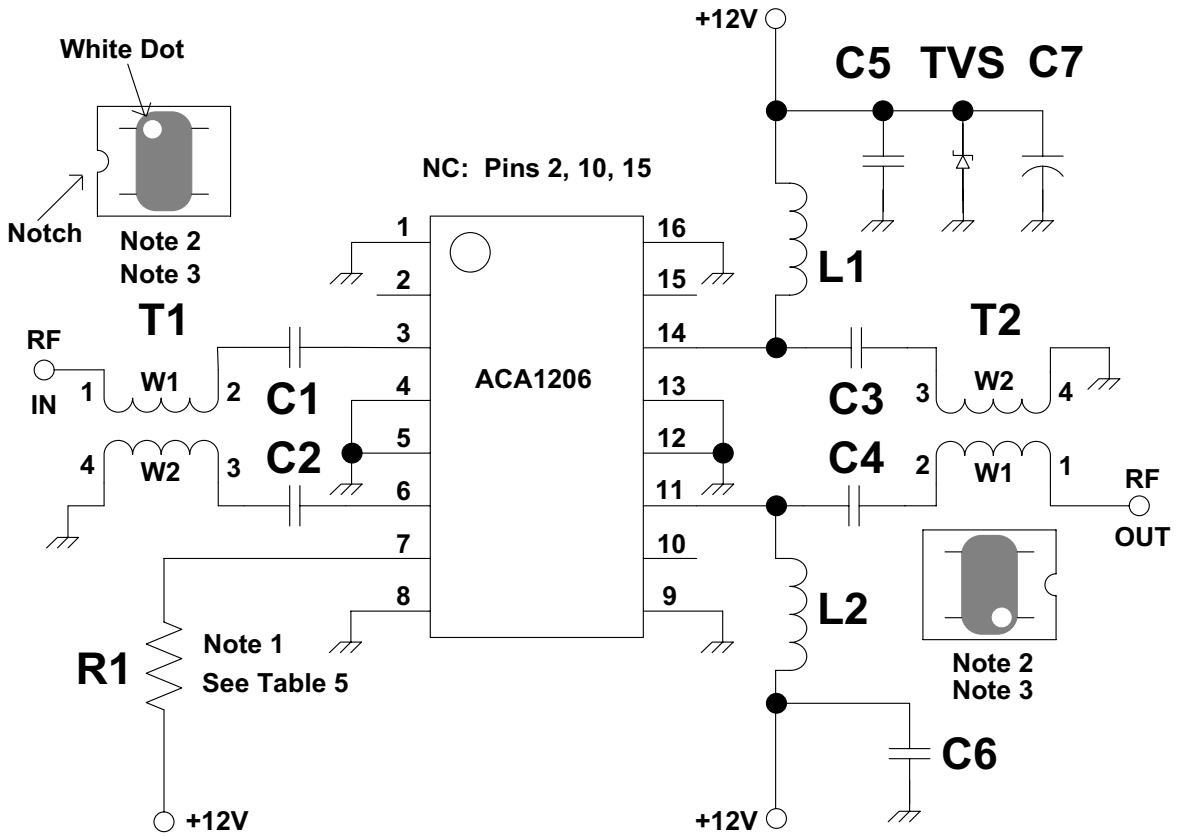 +12V
White Dot
C5 TVS C7
NC: Pins 2, 10, 15
Notch
Note 2
Note 3
1
16
2
15
L1
T1
T2
RF
IN
1
W1
2
C1
3
14
C3
3
W2
4
ACA1206
4
13
5
12
4
W2
3
C2
6
11
C4
2
W1
1
RF
OUT
7
10
8
9
L2
R1
Note 1
See Table 5
Note 2
Note 3
C6
+12V
+12V